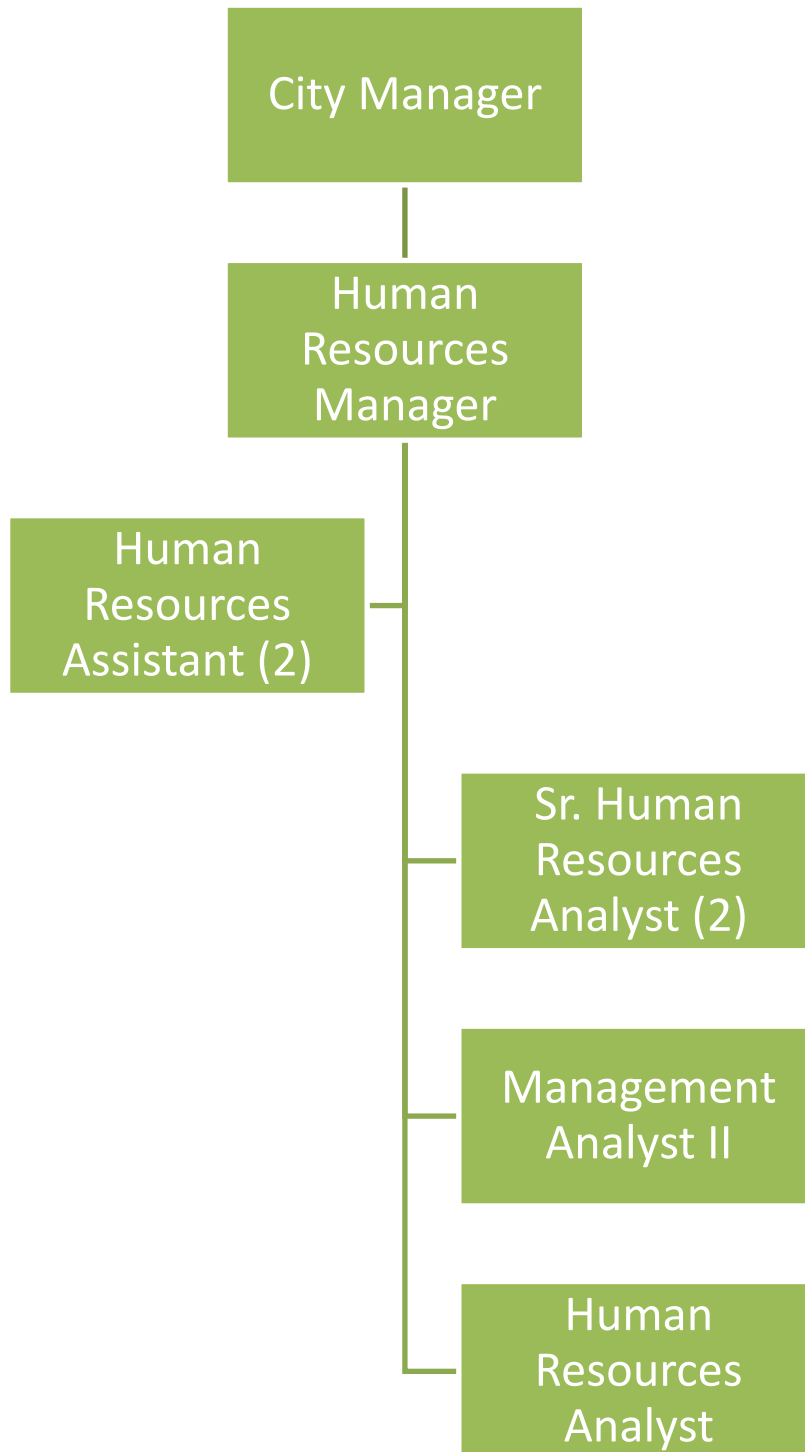 City Manager
Human
Resources
Manager
Human
Resources
Assistant (2)
Sr. Human
Resources
Analyst (2)
Management
Analyst II
Human
Resources
Analyst